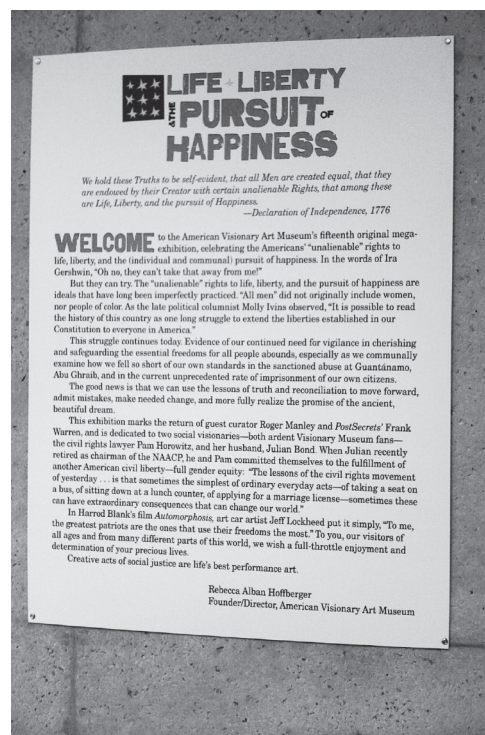 LIFE LIBERTY
&THE PURSUIT OF
HAPPINESS
We hold these Truths to be self-evident, that all Men are created equal, that they
are endowed by their Creator with certain unalienable Rights, that among these
are Life, Liberty, and the pursuit of Happiness.
—Declaration of Independence, 1776
WELCOME to the American Visionary Art Museum's fifteenth original mega-
exhibition, celebrating the Americans' "unalienable" rights to
life, liberty, and the (individual and communal) pursuit of happiness. In the words of Ira
Gershwin, "Oh no, they can't take that away from me!"
But they can try. The "unalienable" rights to life, liberty, and the pursuit of happiness are
ideals that have long been imperfectly practiced. "All men" did not originally include women,
nor people of color. As the late political columnist Molly Ivins observed, "It is possible to read
the history of this country as one long struggle to extend the liberties established in our
Constitution to everyone in America."
This struggle continues today. Evidence of our continued need for vigilance in cherishing
and safeguarding the essential freedoms for all people abounds, especially as we communally
examine how we fell so short of our own standards in the sanctioned abuse at Guantánamo,
Abu Ghraib, and in the current unprecedented rate of imprisonment of our own citizens.
The good news is that we can use the lessons of truth and reconciliation to move forward,
admit mistakes, make needed change, and more fully realize the promise of the ancient,
beautiful dream.
This exhibition marks the return of guest curator Roger Manley and PostSecrets' Frank
Warren, and is dedicated to two social visionaries—both ardent Visionary Museum fans—
the civil rights lawyer Pam Horowitz, and her husband, Julian Bond. When Julian recently
retired as chairman of the NAACP, he and Pam committed themselves to the fulfillment of
another American civil liberty—full gender equity: "The lessons of the civil rights movement
of yesterday . . . is that sometimes the simplest of ordinary everyday acts—of taking a seat on
a bus, of sitting down at a lunch counter, of applying for a marriage license—sometimes these
can have extraordinary consequences that can change our world."
In Harrod Blank's film Automorphosis, art car artist Jeff Lockheed put it simply, "To me,
the greatest patriots are the ones that use their freedoms the most." To you, our visitors of
all ages and from many different parts of this world, we wish a full-throttle enjoyment and
determination of your precious lives.
Creative acts of social justice are life's best performance art.
Rebecca Alban Hoffberger
Founder/Director, American Visionary Art Museum